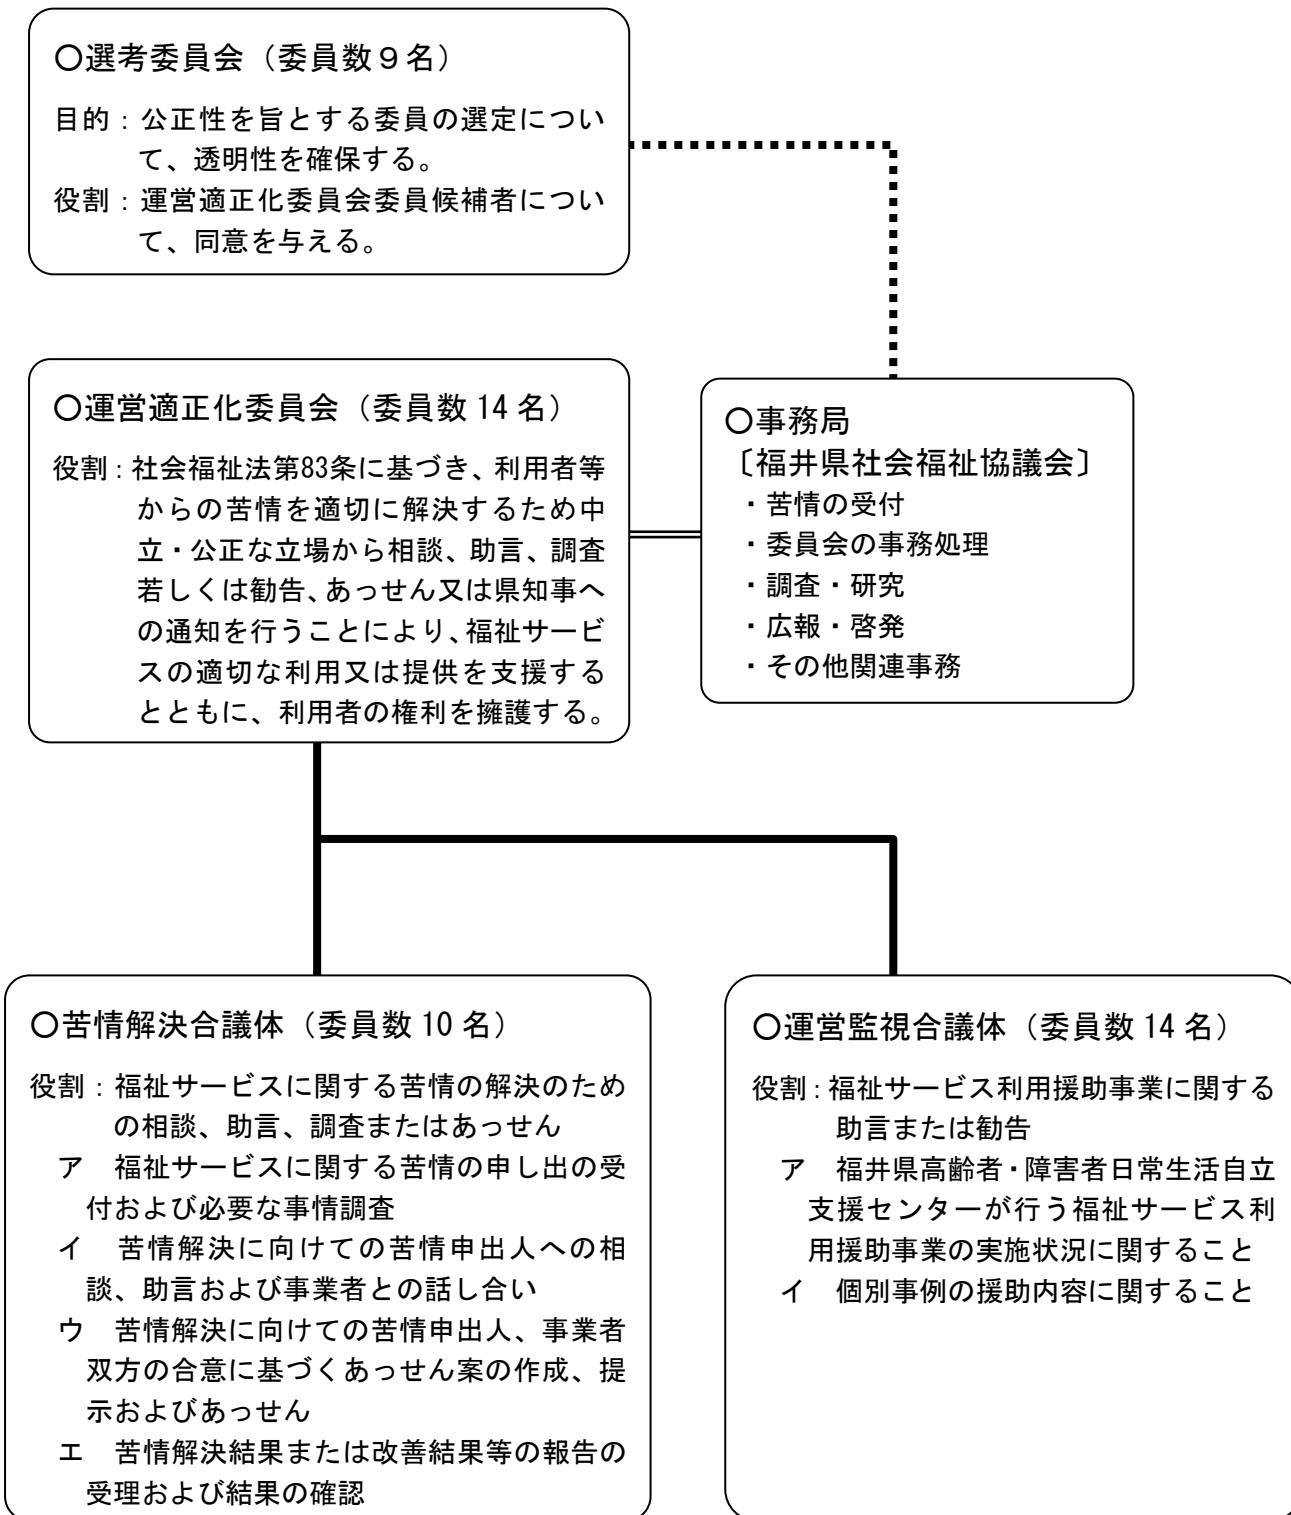 〇選考委員会（委員数９名）
目的：公正性を旨とする委員の選定につい
て、透明性を確保する。
役割：運営適正化委員会委員候補者につい
て、同意を与える。
〇運営適正化委員会（委員数 14 名）
役割：社会福祉法第83条に基づき、利用者等
からの苦情を適切に解決するため中
立・公正な立場から相談、助言、調査
若しくは勧告、あっせん又は県知事へ
の通知を行うことにより、福祉サービ
スの適切な利用又は提供を支援する
とともに、利用者の権利を擁護する。
〇事務局
〔福井県社会福祉協議会〕
・苦情の受付
・委員会の事務処理
・調査・研究
・広報・啓発
・その他関連事務
〇苦情解決合議体（委員数 10 名）
役割：福祉サービスに関する苦情の解決のため
の相談、助言、調査またはあっせん
ア　福祉サービスに関する苦情の申し出の受
付および必要な事情調査
イ　苦情解決に向けての苦情申出人への相
談、助言および事業者との話し合い
ウ　苦情解決に向けての苦情申出人、事業者
双方の合意に基づくあっせん案の作成、提
示およびあっせん
エ　苦情解決結果または改善結果等の報告の
受理および結果の確認
〇運営監視合議体（委員数 14 名）
役割：福祉サービス利用援助事業に関する
助言または勧告
ア　福井県高齢者・障害者日常生活自立
支援センターが行う福祉サービス利
用援助事業の実施状況に関すること
イ　個別事例の援助内容に関すること